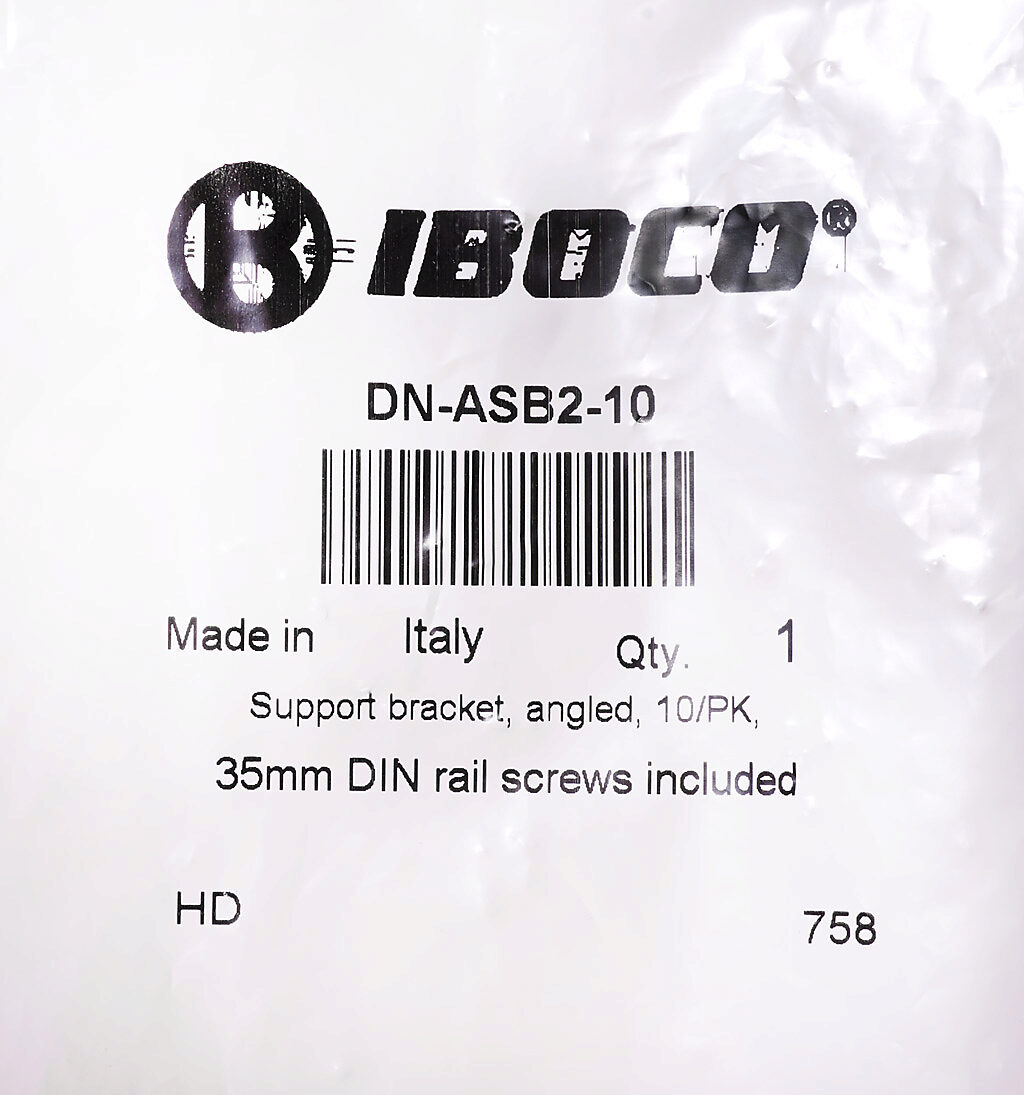 IBOCO®
DN-ASB2-10
Made in Italy Qty. 1
Support bracket, angled, 10/PK,
35mm DIN rail screws included
HD 758